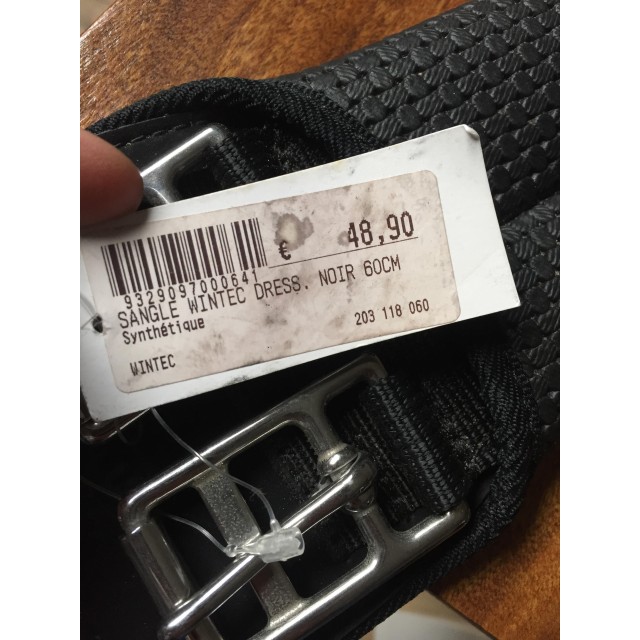 € 48,90
9329097000641
SANGLE WINTEC DRESS. NOIR 60CM
Synthétique
203 118 060
WINTEC